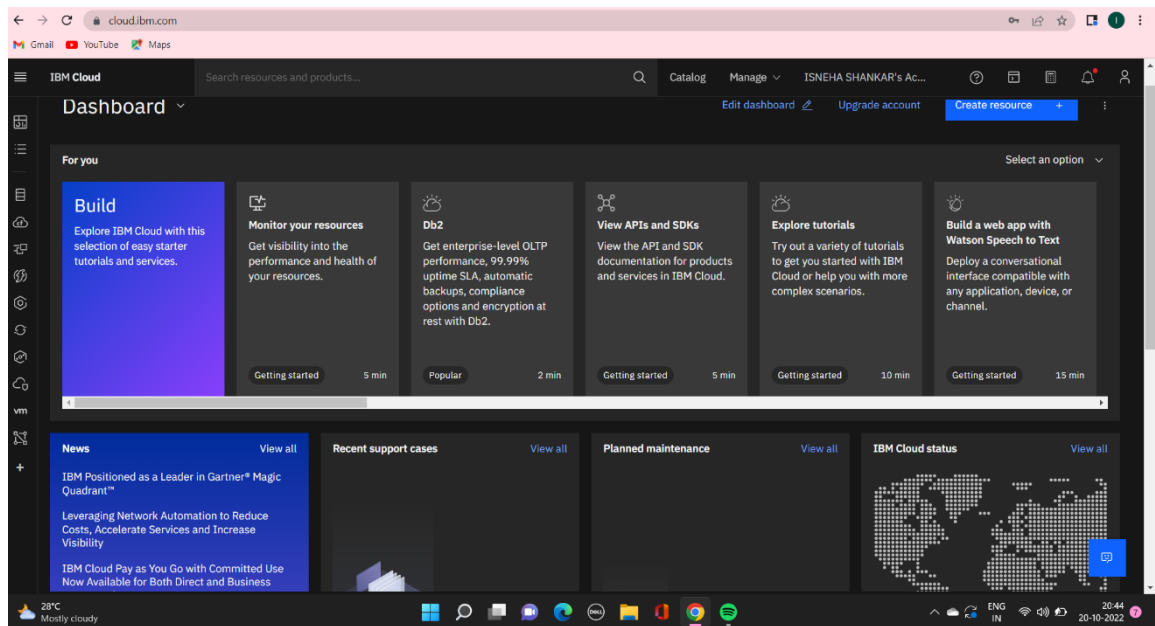 cloud.ibm.com
Gmail YouTube Maps
IBM Cloud Search resources and products... Catalog Manage ISNEHA SHANKAR's Ac...
Dashboard Edit dashboard Upgrade account Create resource +
For you Select an option
Build
Explore IBM Cloud with this
selection of easy starter
tutorials and services.
Monitor your resources
Get visibility into the
performance and health of
your resources.
Getting started 5 min
Db2
Get enterprise-level OLTP
performance, 99.99%
uptime SLA, automatic
backups, compliance
options and encryption at
rest with Db2.
Popular 2 min
View APIs and SDKs
View the API and SDK
documentation for products
and services in IBM Cloud.
Getting started 5 min
Explore tutorials
Try out a variety of tutorials
to get you started with IBM
Cloud or help you with more
complex scenarios.
Getting started 10 min
Build a web app with
Watson Speech to Text
Deploy a conversational
interface compatible with
any application, device, or
channel.
Getting started 15 min
vm
News View all
IBM Positioned as a Leader in Gartner® Magic
Quadrant™
Leveraging Network Automation to Reduce
Costs, Accelerate Services and Increase
Visibility
IBM Cloud Pay as You Go with Committed Use
Now Available for Both Direct and Business
Recent support cases View all
Planned maintenance View all
IBM Cloud status View all
28°C
Mostly cloudy
DELL
ENG
IN
20:44
20-10-2022
7